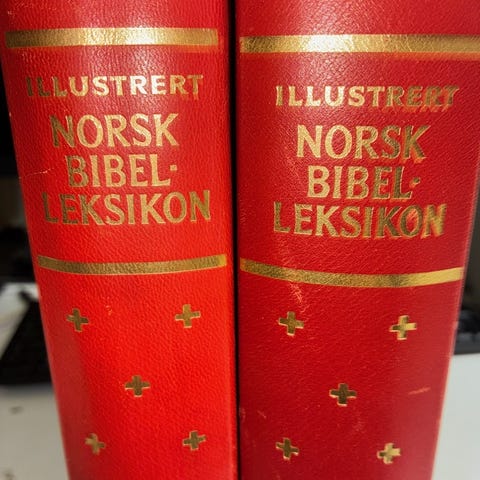 ILLUSTRERT
NORSK
BIBEL-
LEKSIKON
ILLUSTRERT
NORSK
BIBEL-
LEKSIKON